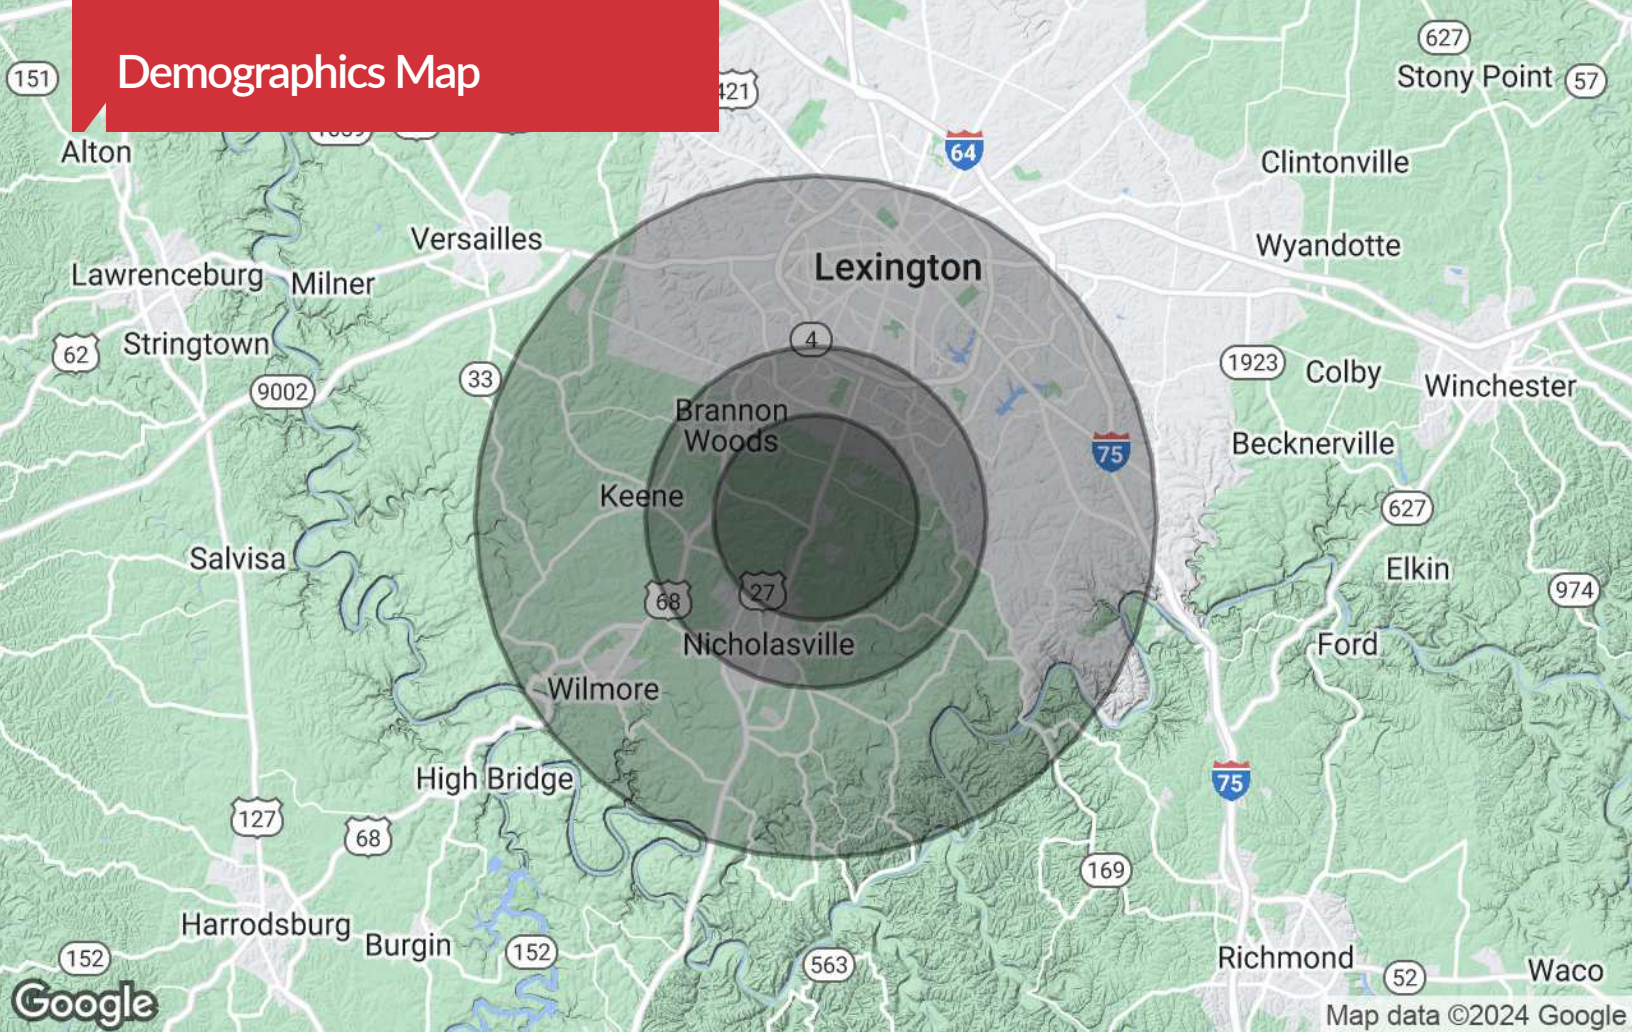 Demographics Map
627
Stony Point
57
151
421
Alton
64
Clintonville
Versailles
Wyandotte
Lexington
Lawrenceburg
Milner
4
62
Stringtown
33
9002
1923
Colby
Winchester
Brannon
Woods
75
Becknerville
Keene
627
Salvisa
Elkin
974
27
68
Nicholasville
Ford
Wilmore
High Bridge
75
127
68
169
Harrodsburg
Burgin
152
152
563
Richmond
52
Waco
Google
Map data ©2024 Google